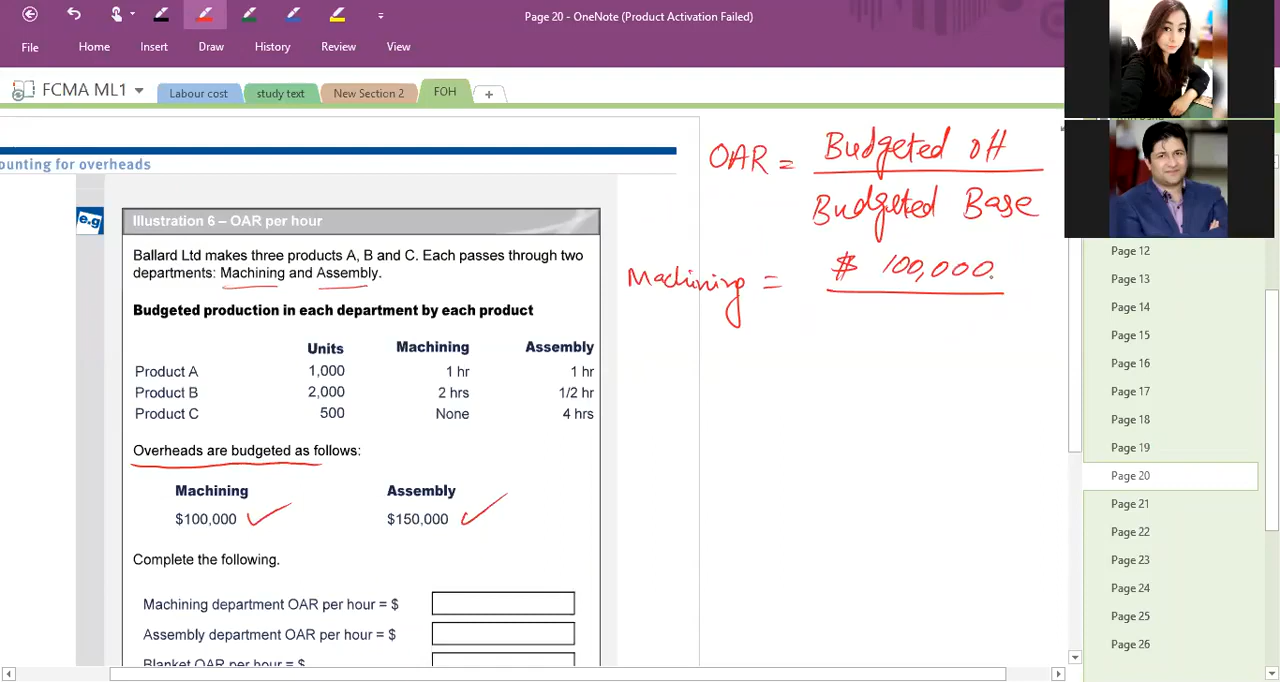 Page 20 - OneNote (Product Activation Failed)
File Home Insert Draw History Review View
FCMA ML1 Labour cost study text New Section 2 FOH +
ounting for overheads
e.g
Illustration 6 – OAR per hour
Ballard Ltd makes three products A, B and C. Each passes through two
departments: Machining and Assembly.
Budgeted production in each department by each product
Units Machining Assembly
Product A 1,000 1 hr 1 hr
Product B 2,000 2 hrs 1/2 hr
Product C 500 None 4 hrs
Overheads are budgeted as follows:
Machining Assembly
$100,000 $150,000
Complete the following.
Machining department OAR per hour = $
Assembly department OAR per hour = $
Blanket OAR per hour = $
OAR = Budgeted OH
Budgeted Base
Machining = $ 100,000
Page 12
Page 13
Page 14
Page 15
Page 16
Page 17
Page 18
Page 19
Page 20
Page 21
Page 22
Page 23
Page 24
Page 25
Page 26